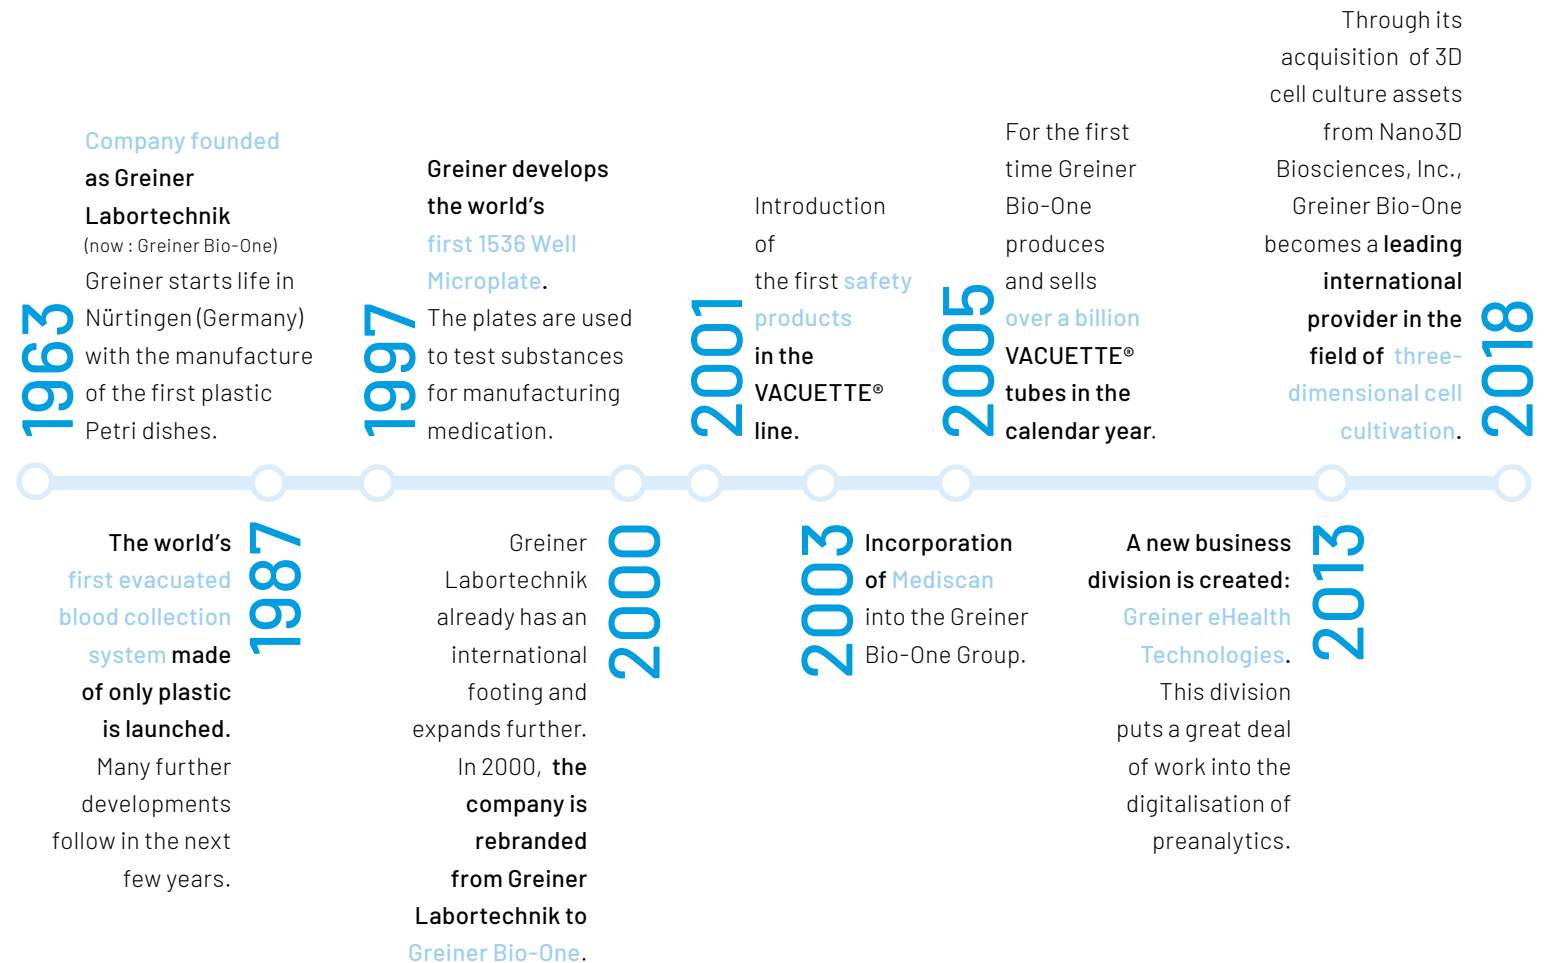 1963
Company founded
as Greiner
Labortechnik
(now : Greiner Bio-One)
Greiner starts life in
Nürtingen (Germany)
with the manufacture
of the first plastic
Petri dishes.
1987
The world's
first evacuated
blood collection
system made
of only plastic
is launched.
Many further
developments
follow in the next
few years.
1997
Greiner develops
the world's
first 1536 Well
Microplate.
The plates are used
to test substances
for manufacturing
medication.
2000
Greiner
Labortechnik
already has an
international
footing and
expands further.
In 2000, the
company is
rebranded
from Greiner
Labortechnik to
Greiner Bio-One.
2001
Introduction
of
the first safety
products
in the
VACUETTE®
line.
2003
Incorporation
of Mediscan
into the Greiner
Bio-One Group.
2005
For the first
time Greiner
Bio-One
produces
and sells
over a billion
VACUETTE®
tubes in the
calendar year.
2013
A new business
division is created:
Greiner eHealth
Technologies.
This division
puts a great deal
of work into the
digitalisation of
preanalytics.
2018
Through its
acquisition of 3D
cell culture assets
from Nano3D
Biosciences, Inc.,
Greiner Bio-One
becomes a leading
international
provider in the
field of three-
dimensional cell
cultivation.